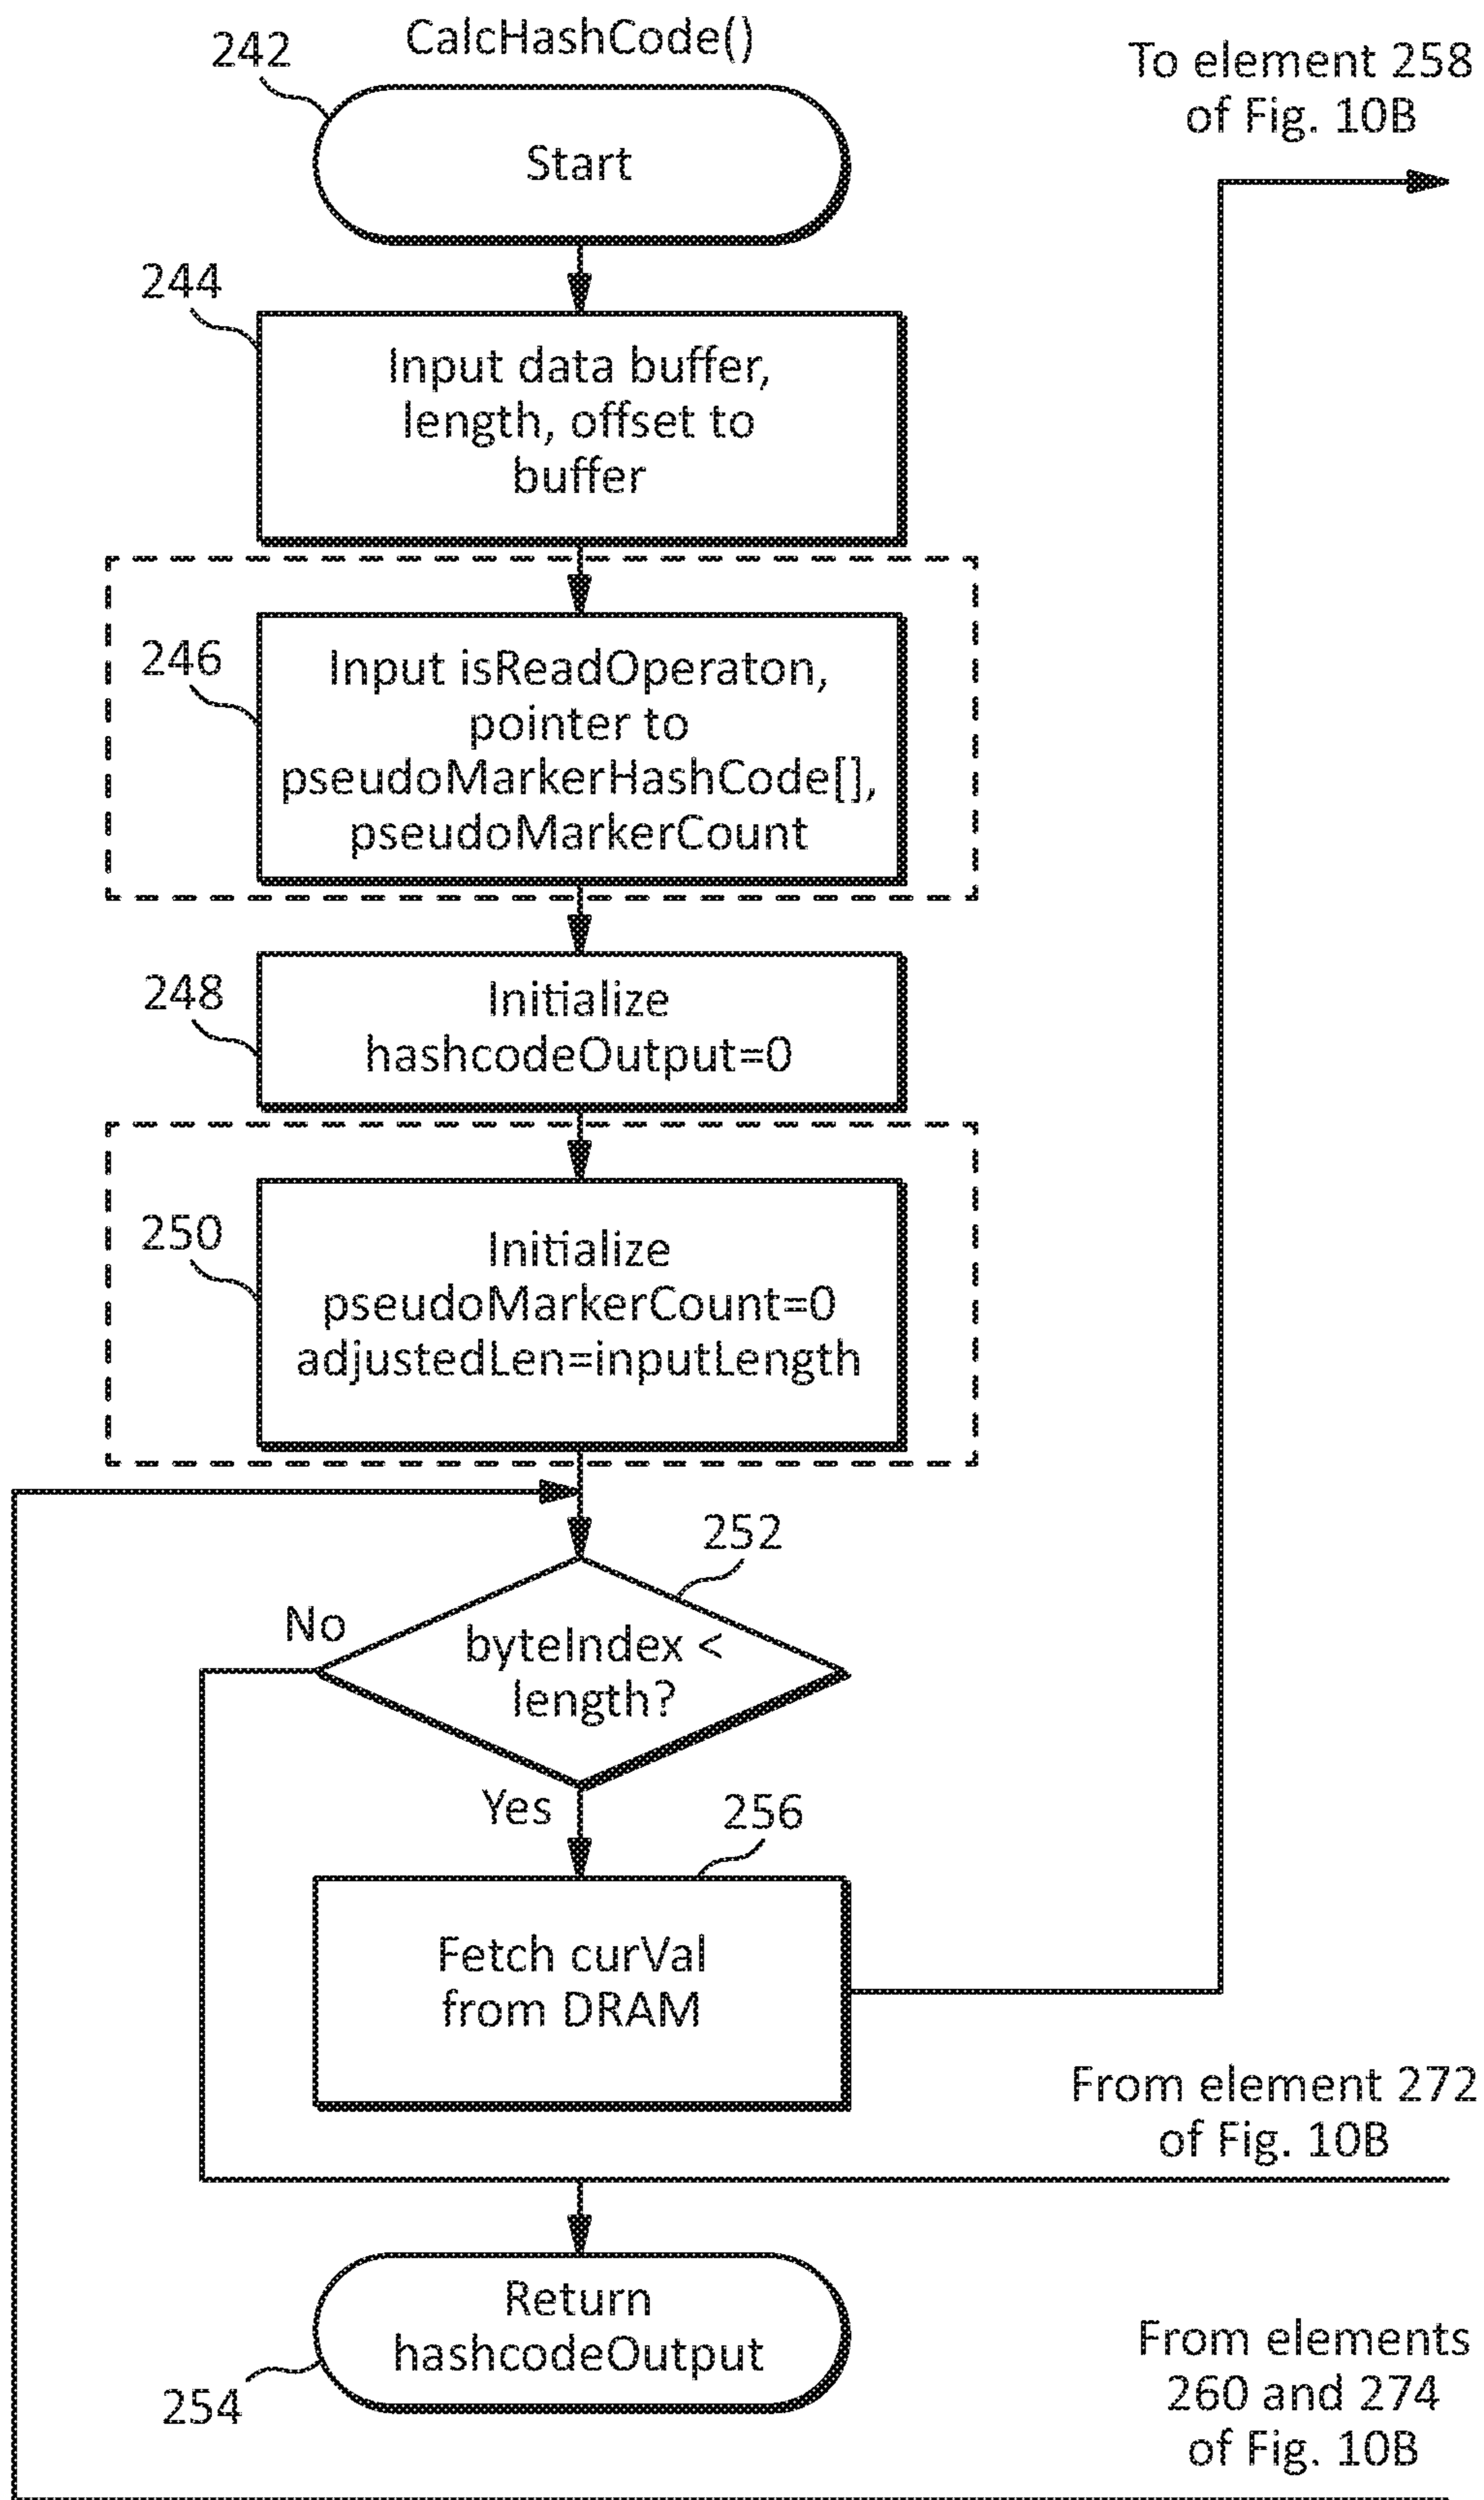 CalcHashCode()
242
To element 258
of Fig. 10B
Start
244
Input data buffer,
length, offset to
buffer
246
Input isReadOperaton,
pointer to
pseudoMarkerHashCode[],
pseudoMarkerCount
248
Initialize
hashcodeOutput=0
250
Initialize
pseudoMarkerCount=0
adjustedLen=inputLength
252
No
byteIndex <
length?
Yes
256
Fetch curVal
from DRAM
From element 272
of Fig. 10B
Return
hashcodeOutput
254
From elements
260 and 274
of Fig. 10B